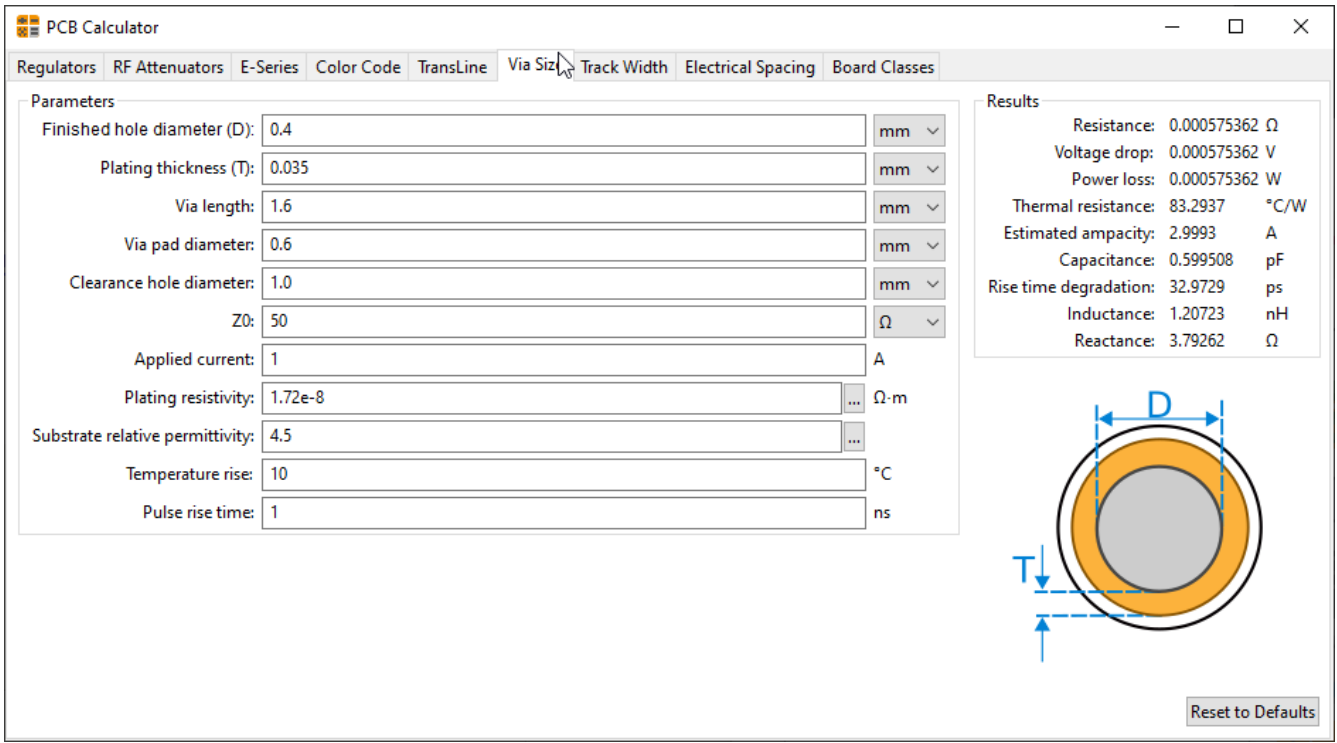 PCB Calculator
Regulators RF Attenuators E-Series Color Code TransLine Via Size Track Width Electrical Spacing Board Classes
Parameters
Finished hole diameter (D): 0.4 mm
Plating thickness (T): 0.035 mm
Via length: 1.6 mm
Via pad diameter: 0.6 mm
Clearance hole diameter: 1.0 mm
Z0: 50 Ω
Applied current: 1 A
Plating resistivity: 1.72e-8 ... Ω·m
Substrate relative permittivity: 4.5 ...
Temperature rise: 10 °C
Pulse rise time: 1 ns
Results
Resistance: 0.000575362 Ω
Voltage drop: 0.000575362 V
Power loss: 0.000575362 W
Thermal resistance: 83.2937 °C/W
Estimated ampacity: 2.9993 A
Capacitance: 0.599508 pF
Rise time degradation: 32.9729 ps
Inductance: 1.20723 nH
Reactance: 3.79262 Ω
D
T
Reset to Defaults